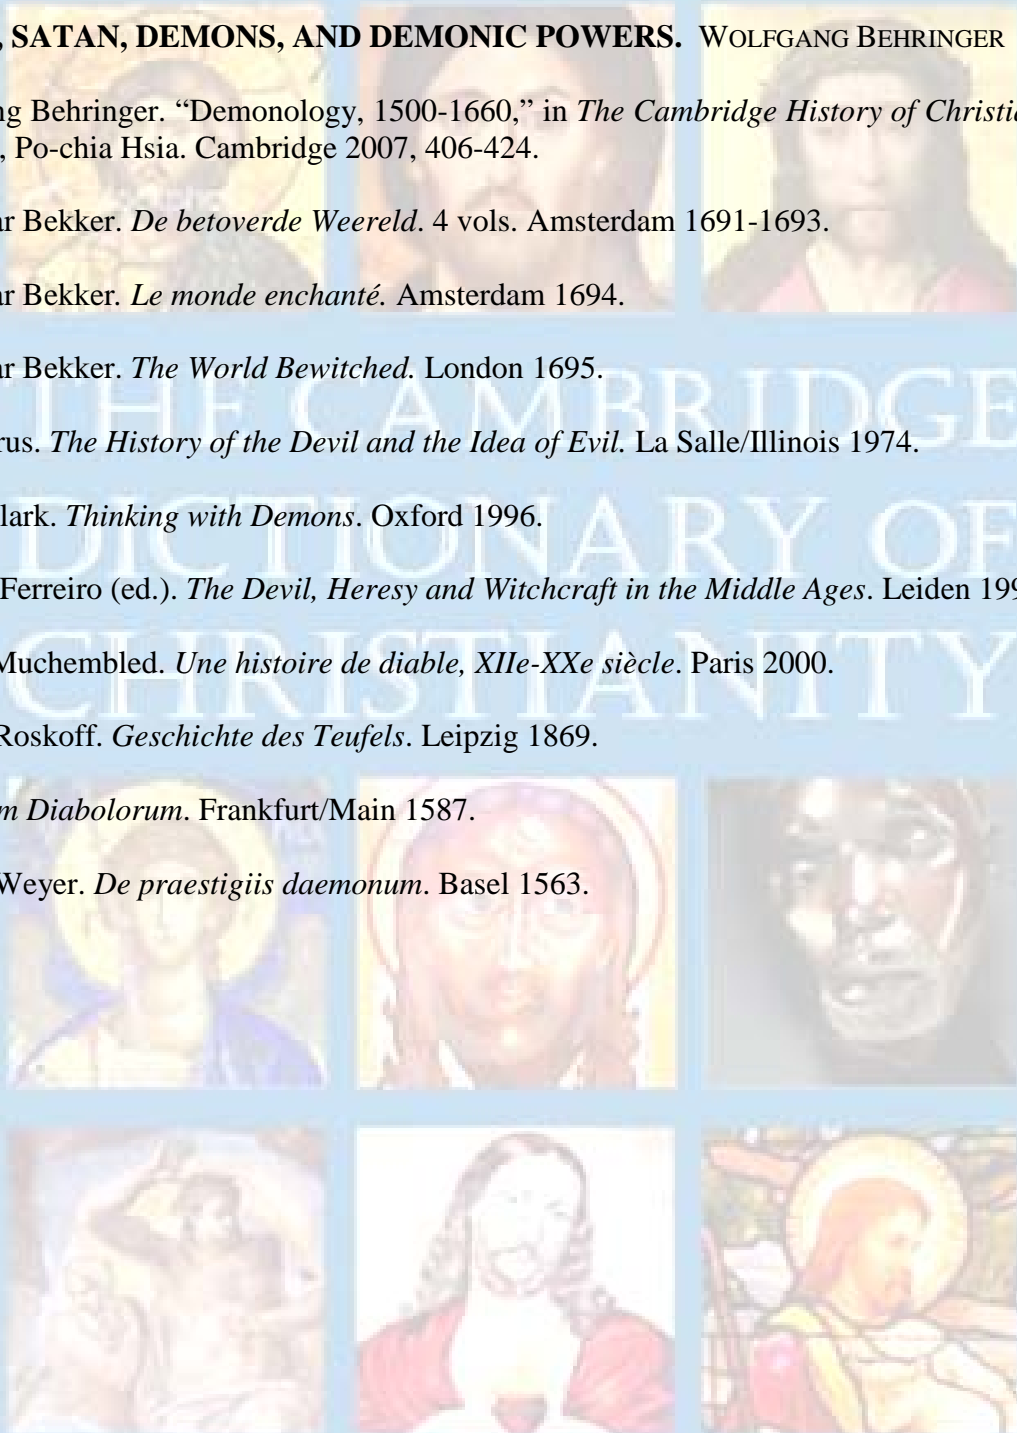 , SATAN, DEMONS, AND DEMONIC POWERS. WOLFGANG BEHRINGER
ng Behringer. “Demonology, 1500-1660,” in The Cambridge History of Christia
, Po-chia Hsia. Cambridge 2007, 406-424.
ar Bekker. De betoverde Weereld. 4 vols. Amsterdam 1691-1693.
ar Bekker. Le monde enchanté. Amsterdam 1694.
ar Bekker. The World Bewitched. London 1695.
THE CAMBRIDGE
rus. The History of the Devil and the Idea of Evil. La Salle/Illinois 1974.
lark. Thinking with Demons. Oxford 1996.
DICTIONARY OF
Ferreiro (ed.). The Devil, Heresy and Witchcraft in the Middle Ages. Leiden 199
Muchembled. Une histoire de diable, XIIe-XXe siècle. Paris 2000.
CHRISTIANITY
Roskoff. Geschichte des Teufels. Leipzig 1869.
m Diabolorum. Frankfurt/Main 1587.
Weyer. De praestigiis daemonum. Basel 1563.